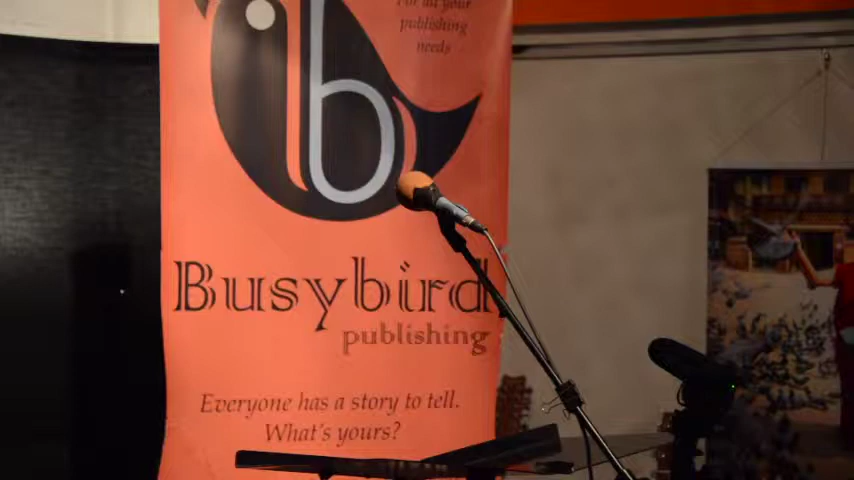 For all your
publishing
needs
b
Busybird
publishing
Everyone has a story to tell.
What's yours?